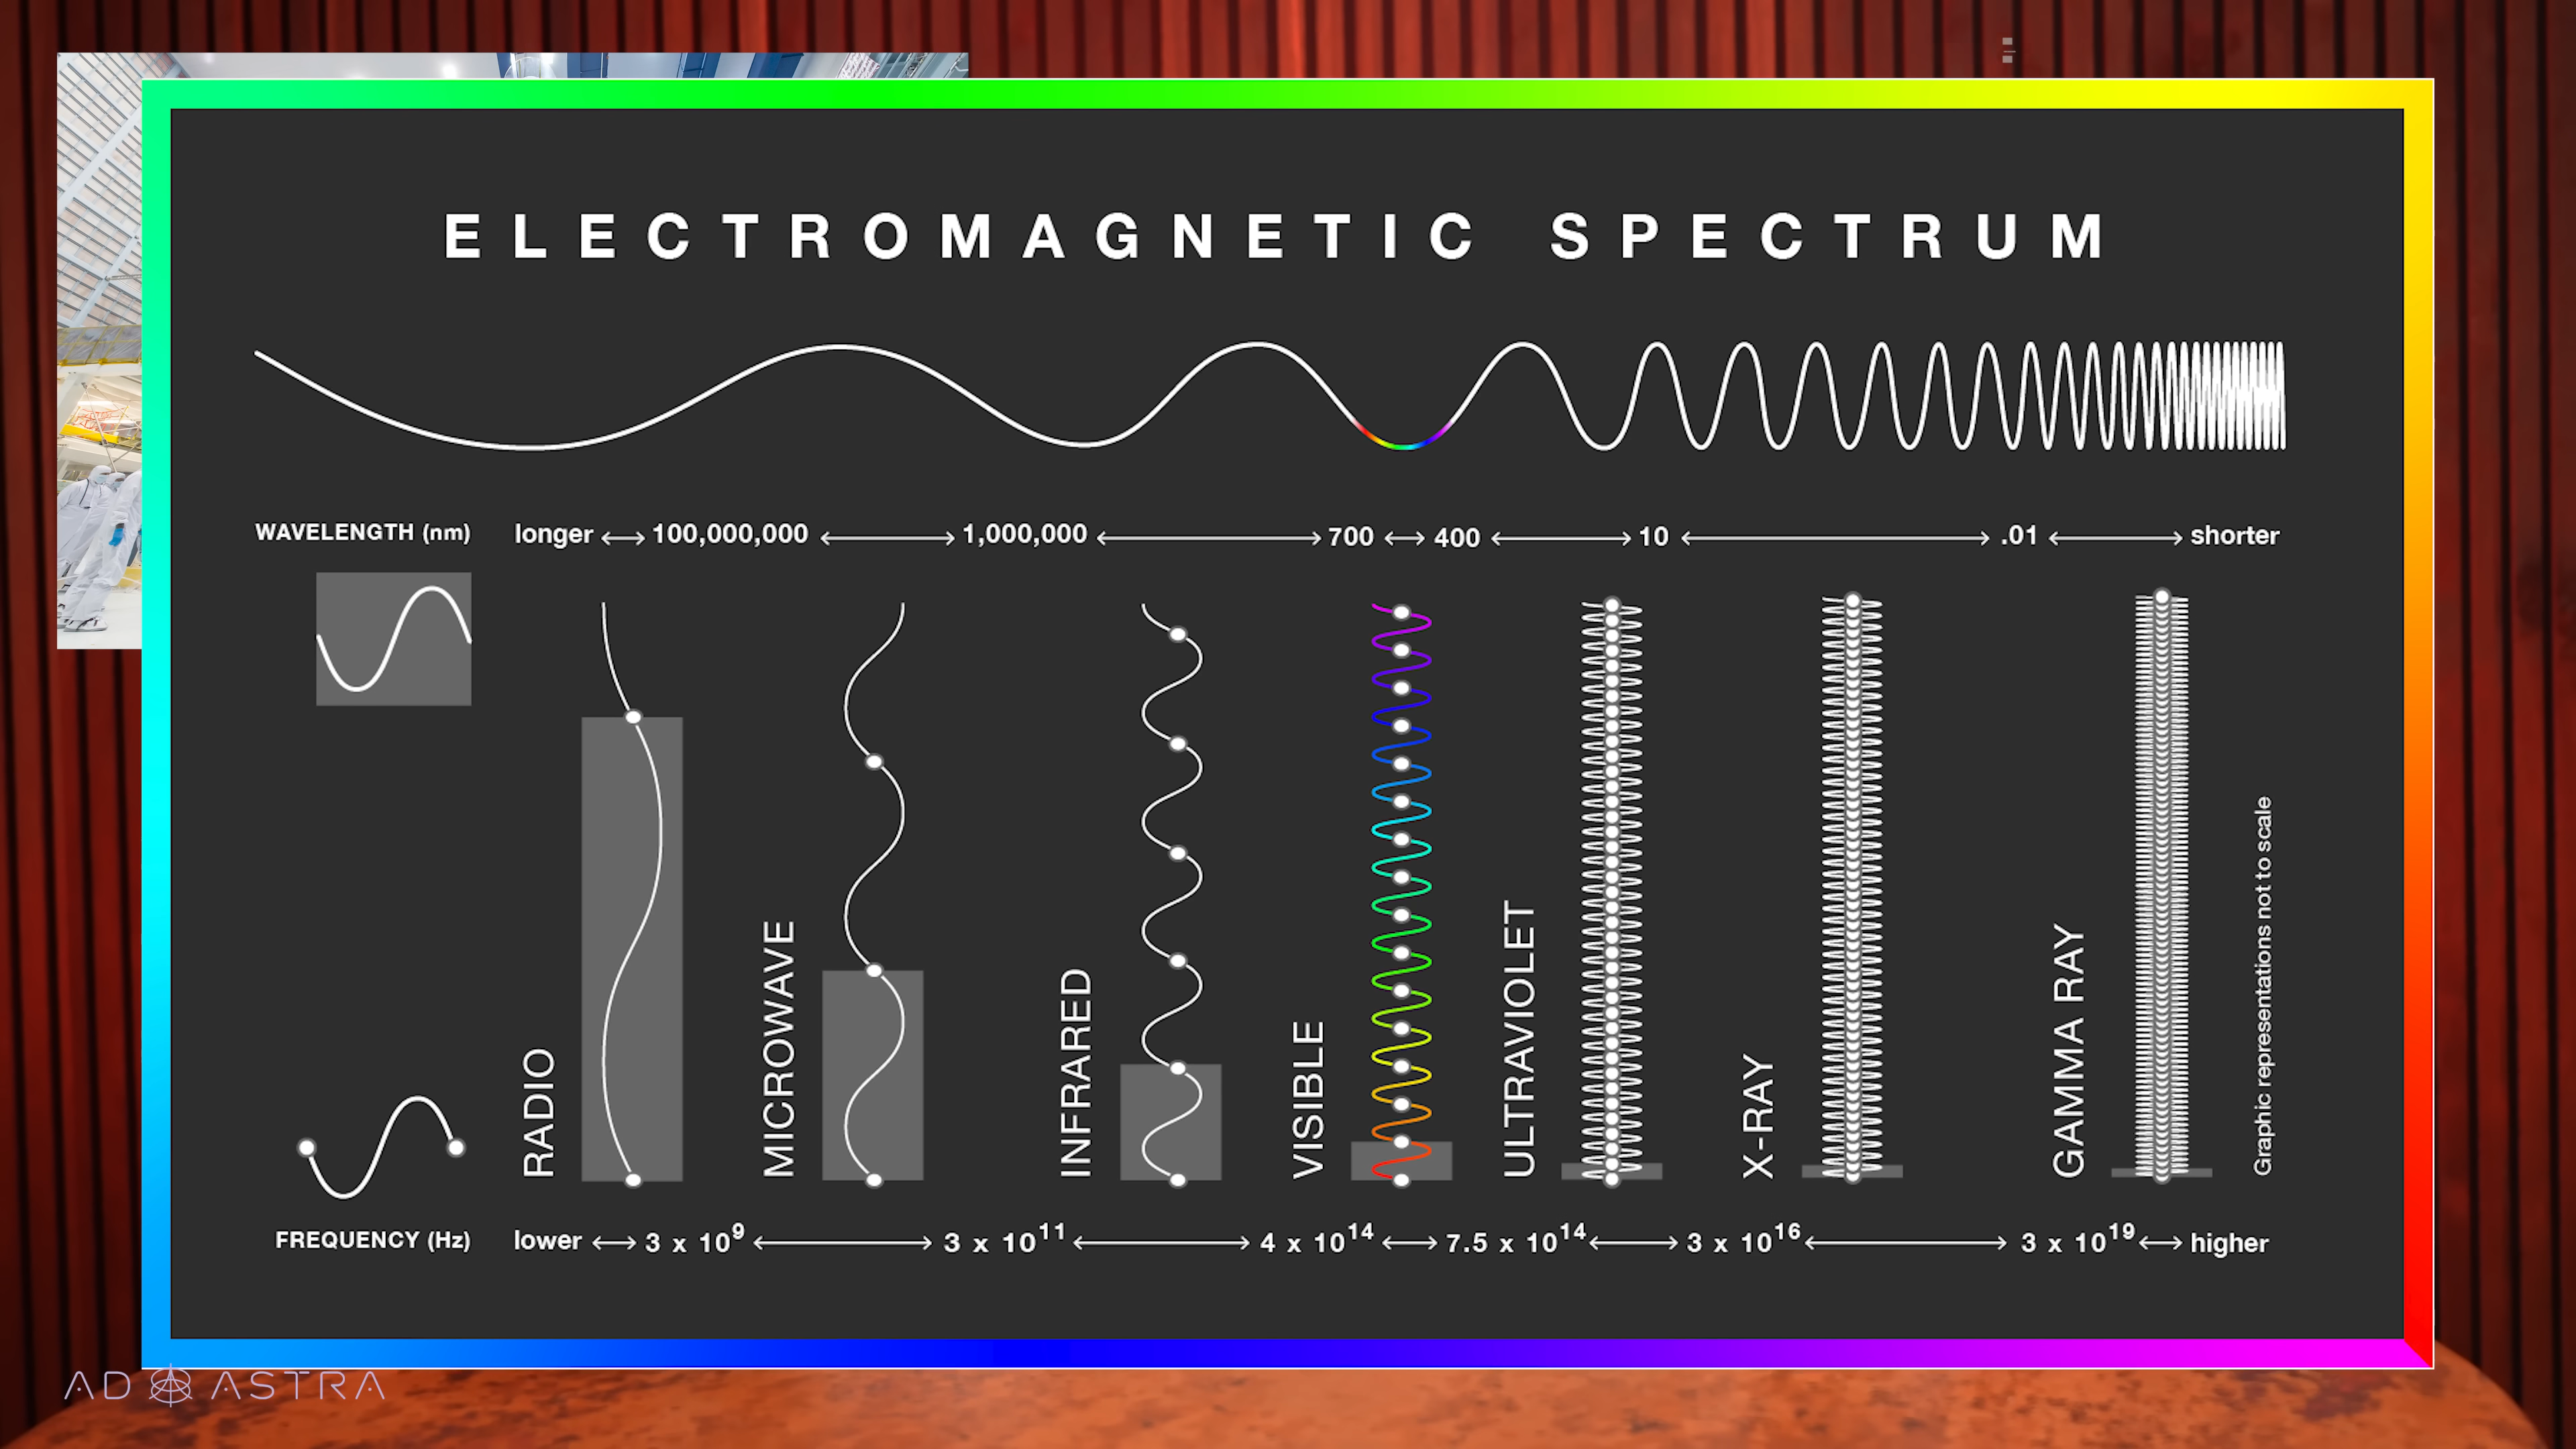 ELECTROMAGNETIC SPECTRUM
WAVELENGTH (nm) longer 100,000,000 1,000,000 700 400 10 .01 shorter
RADIO
MICROWAVE
INFRARED
VISIBLE
ULTRAVIOLET
X-RAY
GAMMA RAY
Graphic representations not to scale
FREQUENCY (Hz) lower 3 x 10⁹ 3 x 10¹¹ 4 x 10¹⁴ 7.5 x 10¹⁴ 3 x 10¹⁶ 3 x 10¹⁹ higher
AD ASTRA